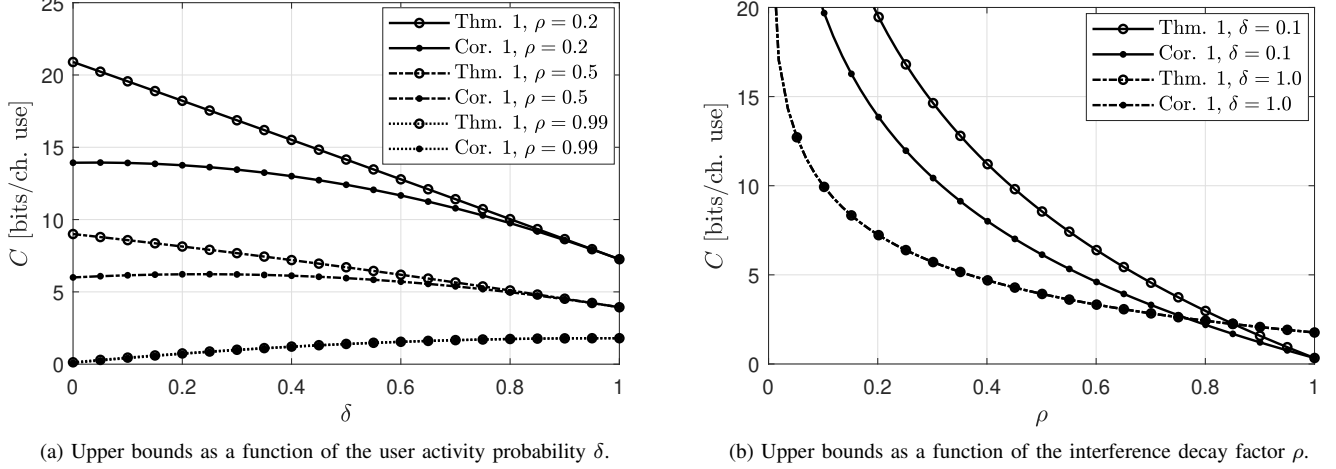 25
20
15
10
5
0
C [bits/ch. use]
0
0.2
0.4
0.6
0.8
1
δ
Thm. 1, ρ = 0.2
Cor. 1, ρ = 0.2
Thm. 1, ρ = 0.5
Cor. 1, ρ = 0.5
Thm. 1, ρ = 0.99
Cor. 1, ρ = 0.99
(a) Upper bounds as a function of the user activity probability δ.
20
15
10
5
0
C [bits/ch. use]
0
0.2
0.4
0.6
0.8
1
ρ
Thm. 1, δ = 0.1
Cor. 1, δ = 0.1
Thm. 1, δ = 1.0
Cor. 1, δ = 1.0
(b) Upper bounds as a function of the interference decay factor ρ.